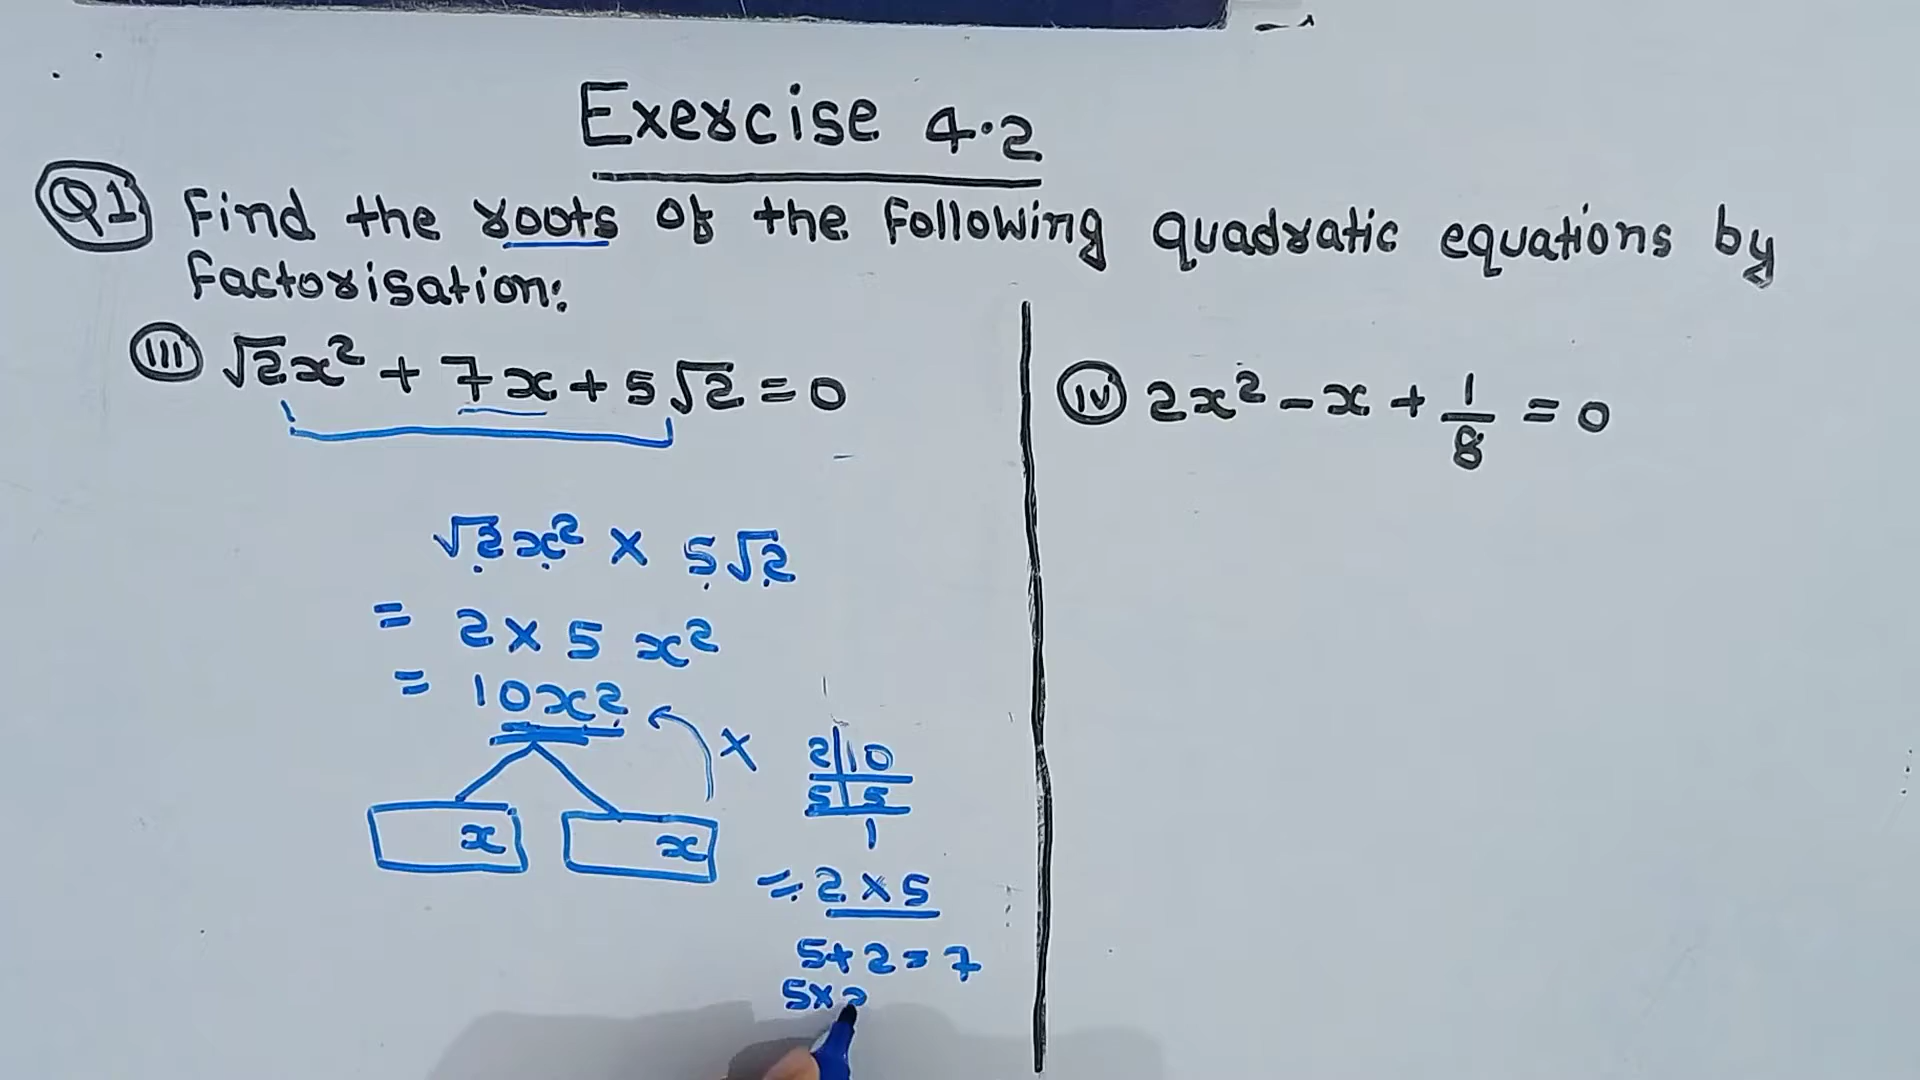 Exercise 4.2
Q1 Find the roots of the following quadratic equations by
factorisation:
(iii) √2x² + 7x + 5√2 = 0
(iv) 2x² - x + 1/8 = 0
√2x² × 5√2
= 2 × 5 x²
= 10x²
×
x x
2|10
5|5
1
= 2 × 5
5+2=7
5×2